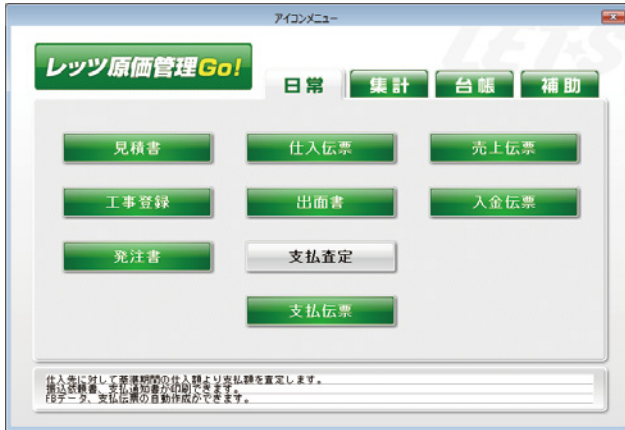 アイコンメニュー
LET'S
レッツ原価管理Go!
日常 集計 台帳 補助
見積書 仕入伝票 売上伝票
工事登録 出面書 入金伝票
発注書 支払査定
支払伝票
仕入先に対して基準期間の仕入額より支払額を査定します。
振込依頼書、支払通知書が印刷できます。
FBデータ、支払伝票の自動作成ができます。